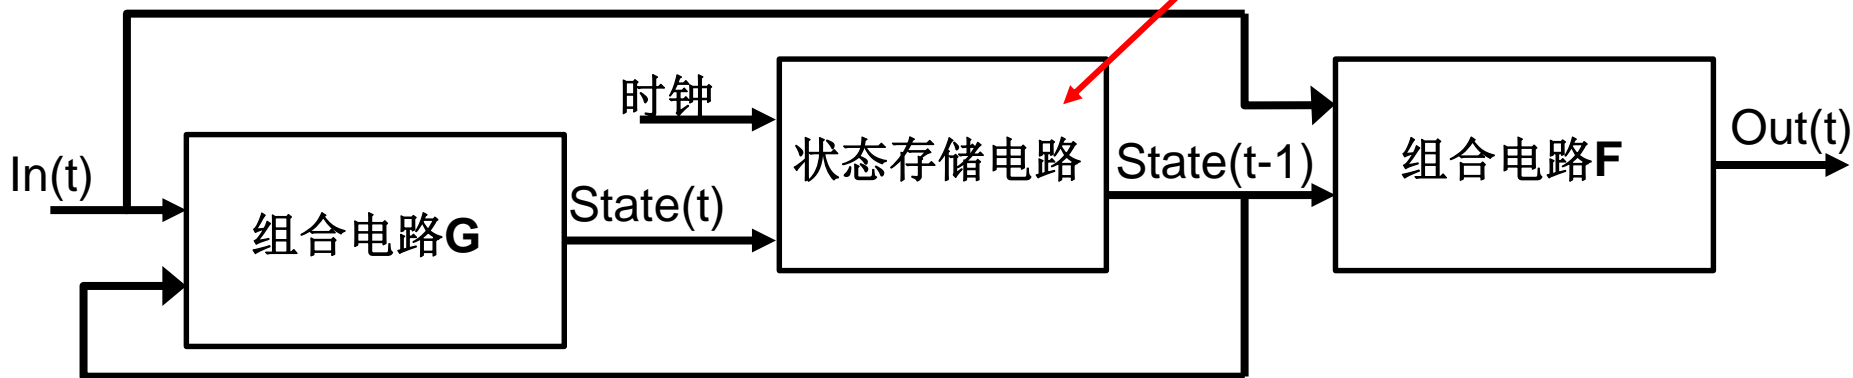 时钟
In(t)
组合电路G
State(t)
状态存储电路
State(t-1)
组合电路F
Out(t)